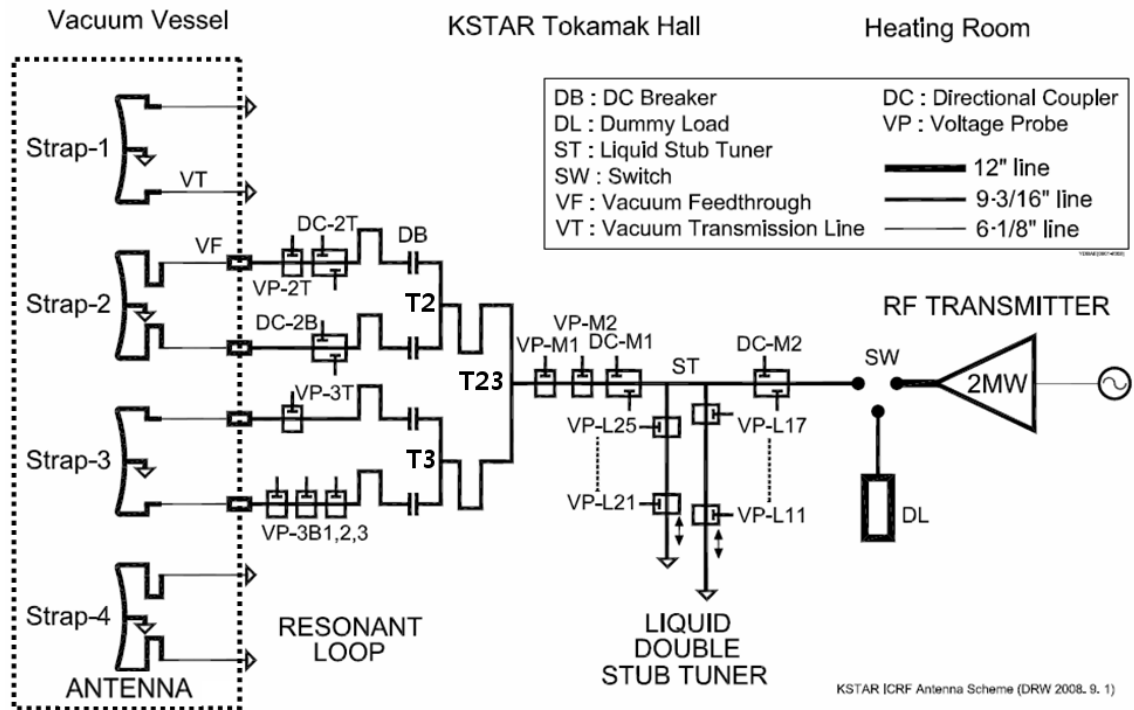 Vacuum Vessel
KSTAR Tokamak Hall
Heating Room
DB : DC Breaker
DL : Dummy Load
ST : Liquid Stub Tuner
SW : Switch
VF : Vacuum Feedthrough
VT : Vacuum Transmission Line
DC : Directional Coupler
VP : Voltage Probe
12" line
9-3/16" line
6-1/8" line
Strap-1
VT
Strap-2
VF
DC-2T
DB
VP-2T
T2
DC-2B
VP-3T
Strap-3
T3
VP-3B1,2,3
T23
VP-M2
VP-M1
DC-M1
ST
DC-M2
SW
RF TRANSMITTER
2MW
VP-L25
VP-L17
VP-L21
VP-L11
DL
Strap-4
ANTENNA
RESONANT
LOOP
LIQUID
DOUBLE
STUB TUNER
KSTAR ICRF Antenna Scheme (DRW 2008. 9. 1)